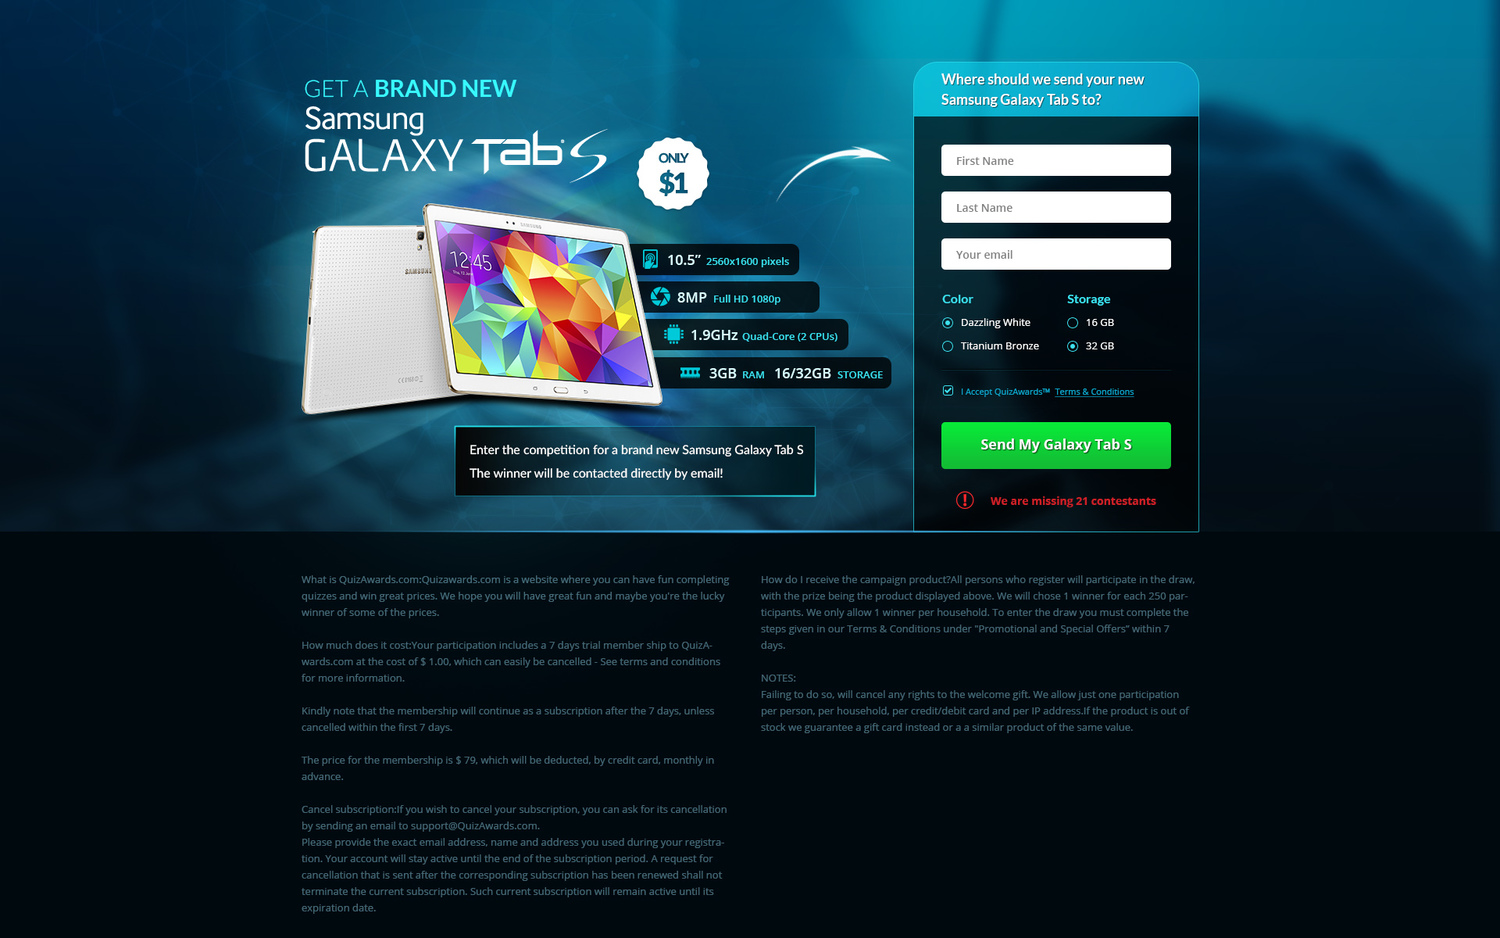 GET A BRAND NEW
Samsung
GALAXY Tab S
ONLY
$1
SAMSUNG
12:45
10.5” 2560x1600 pixels
8MP Full HD 1080p
1.9GHz Quad-Core (2 CPUs)
3GB RAM 16/32GB STORAGE
Enter the competition for a brand new Samsung Galaxy Tab S
The winner will be contacted directly by email!
Where should we send your new
Samsung Galaxy Tab S to?
First Name
Last Name
Your email
Color Storage
Dazzling White 16 GB
Titanium Bronze 32 GB
I Accept QuizAwards™ Terms & Conditions
Send My Galaxy Tab S
We are missing 21 contestants
What is QuizAwards.com:Quizawards.com is a website where you can have fun completing
quizzes and win great prices. We hope you will have great fun and maybe you're the lucky
winner of some of the prices.
How much does it cost:Your participation includes a 7 days trial member ship to QuizA-
wards.com at the cost of $ 1.00, which can easily be cancelled - See terms and conditions
for more information.
Kindly note that the membership will continue as a subscription after the 7 days, unless
cancelled within the first 7 days.
The price for the membership is $ 79, which will be deducted, by credit card, monthly in
advance.
Cancel subscription:If you wish to cancel your subscription, you can ask for its cancellation
by sending an email to support@QuizAwards.com.
Please provide the exact email address, name and address you used during your registra-
tion. Your account will stay active until the end of the subscription period. A request for
cancellation that is sent after the corresponding subscription has been renewed shall not
terminate the current subscription. Such current subscription will remain active until its
expiration date.
How do I receive the campaign product?All persons who register will participate in the draw,
with the prize being the product displayed above. We will chose 1 winner for each 250 par-
ticipants. We only allow 1 winner per household. To enter the draw you must complete the
steps given in our Terms & Conditions under "Promotional and Special Offers" within 7
days.
NOTES:
Failing to do so, will cancel any rights to the welcome gift. We allow just one participation
per person, per household, per credit/debit card and per IP address.If the product is out of
stock we guarantee a gift card instead or a a similar product of the same value.